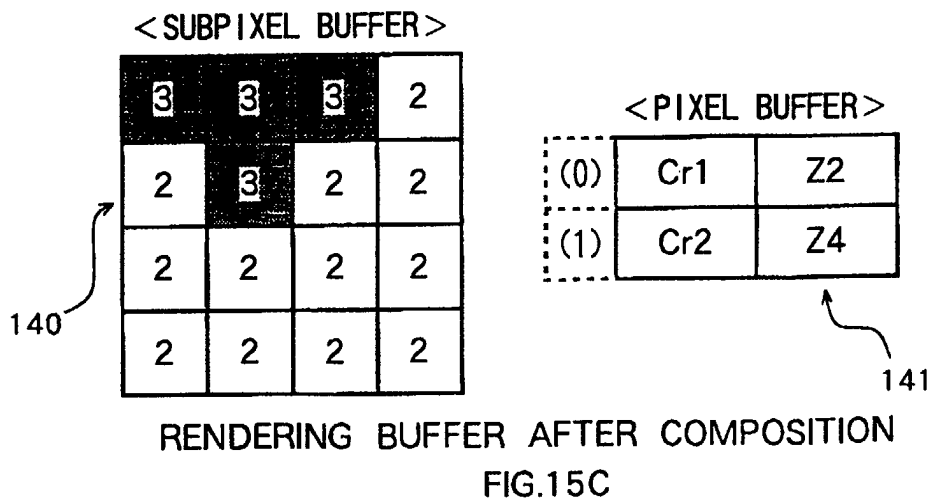 <SUBPIXEL BUFFER>
3 3 3 2
<PIXEL BUFFER>
(0) Cr1 Z2
2 3 2 2
(1) Cr2 Z4
2 2 2 2
140
2 2 2 2
141
RENDERING BUFFER AFTER COMPOSITION
FIG.15C